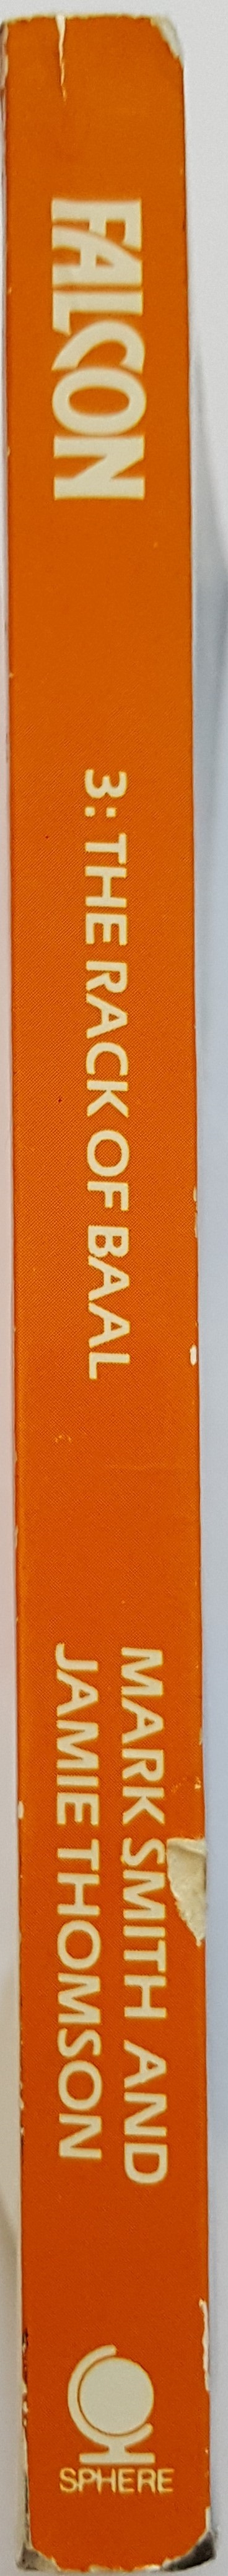 FALCON
3: THE RACK OF BAAL
MARK SMITH AND
JAMIE THOMSON
SPHERE